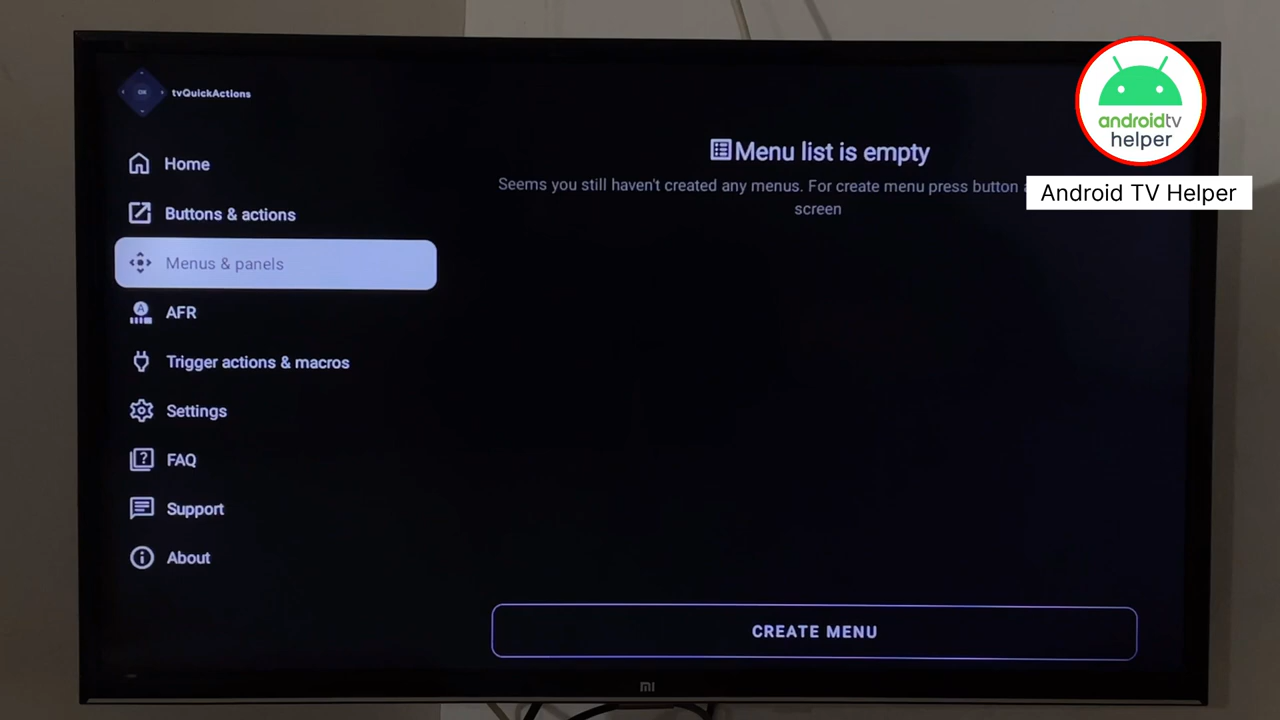 OK
tvQuickActions
Home
Buttons & actions
Menus & panels
AFR
Trigger actions & macros
Settings
FAQ
Support
About
Menu list is empty
Seems you still haven't created any menus. For create menu press button
screen
CREATE MENU
mi
androidtv
helper
Android TV Helper